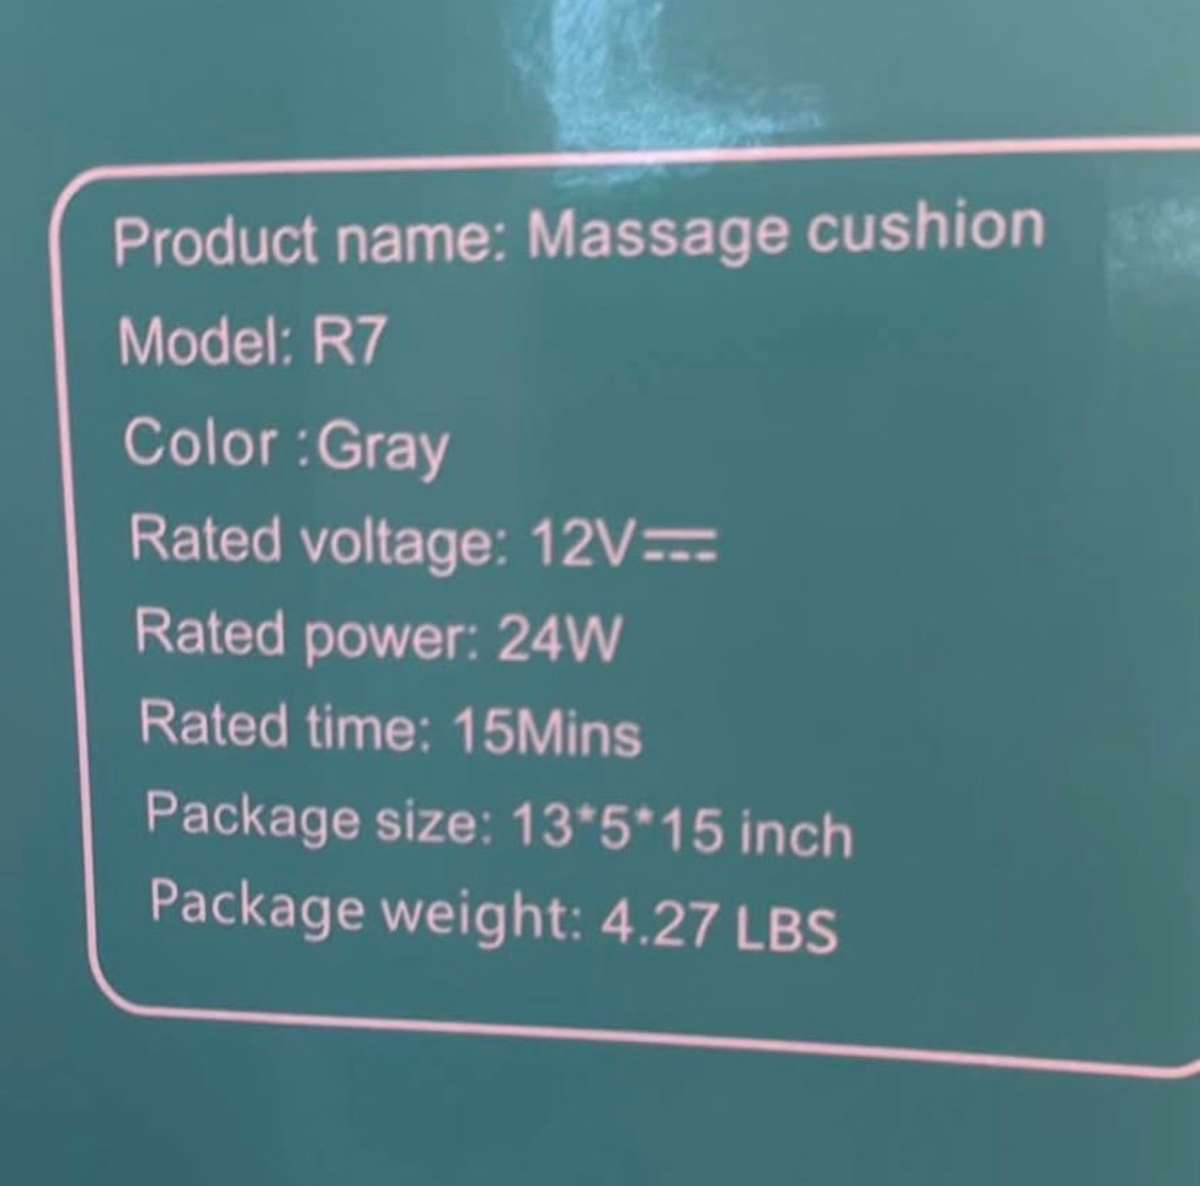 Product name: Massage cushion
Model: R7
Color :Gray
Rated voltage: 12V⎓
Rated power: 24W
Rated time: 15Mins
Package size: 13*5*15 inch
Package weight: 4.27 LBS